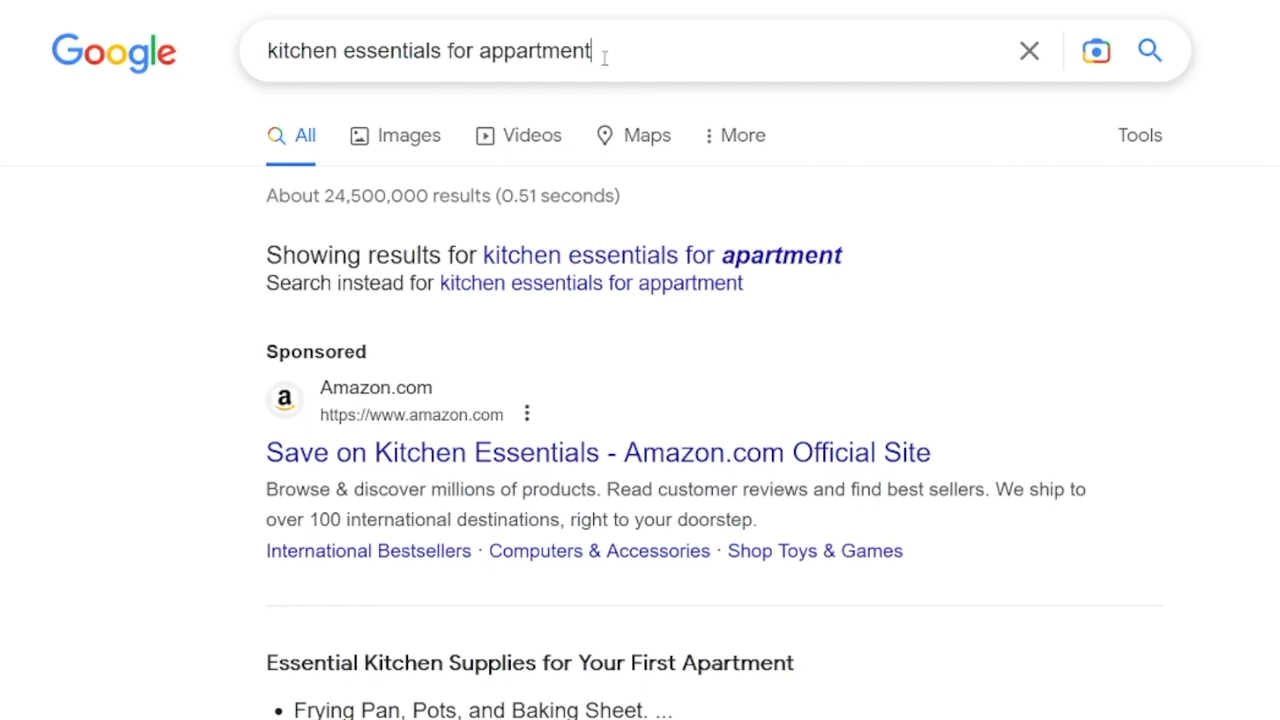 Google
kitchen essentials for appartment
All Images Videos Maps More Tools
About 24,500,000 results (0.51 seconds)
Showing results for kitchen essentials for apartment
Search instead for kitchen essentials for appartment
Sponsored
a Amazon.com
https://www.amazon.com
Save on Kitchen Essentials - Amazon.com Official Site
Browse & discover millions of products. Read customer reviews and find best sellers. We ship to
over 100 international destinations, right to your doorstep.
International Bestsellers · Computers & Accessories · Shop Toys & Games
Essential Kitchen Supplies for Your First Apartment
• Frying Pan, Pots, and Baking Sheet. ...